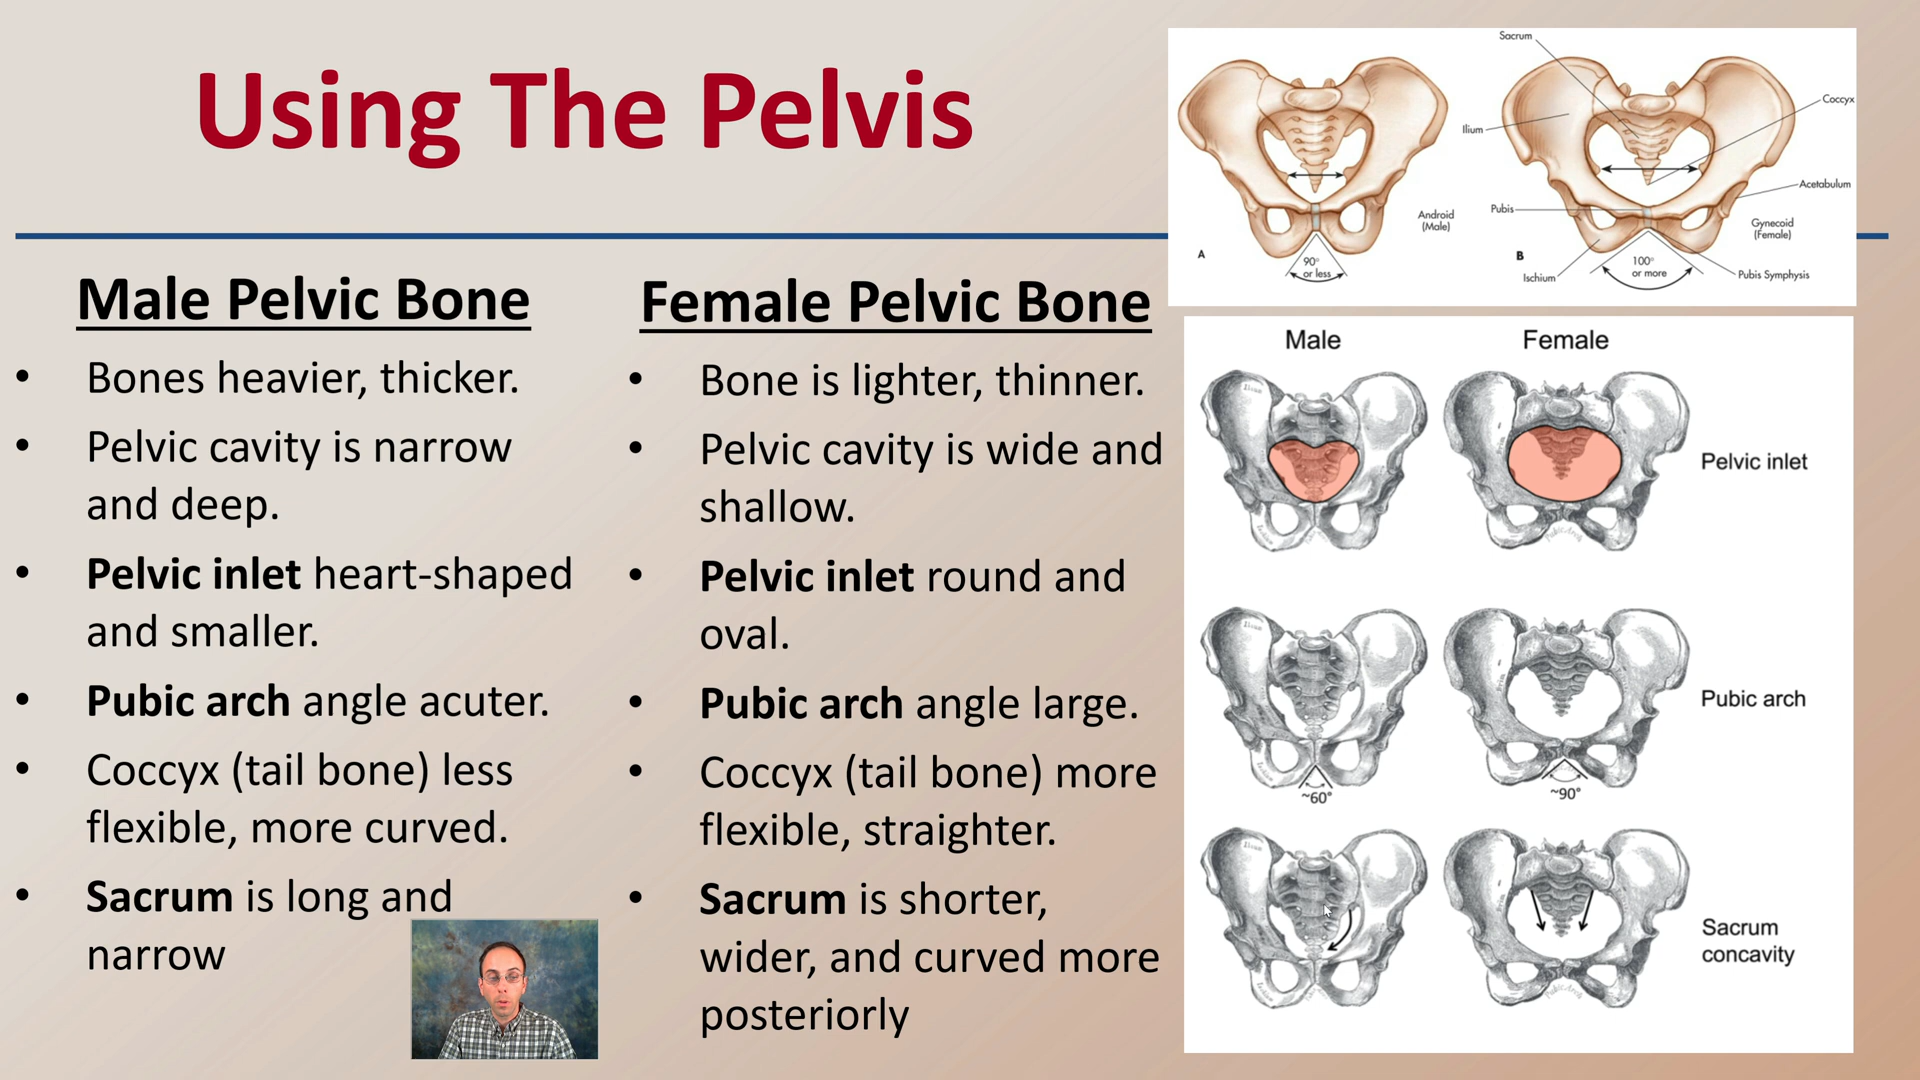 Using The Pelvis
Male Pelvic Bone
• Bones heavier, thicker.
• Pelvic cavity is narrow
and deep.
• Pelvic inlet heart-shaped
and smaller.
• Pubic arch angle acuter.
• Coccyx (tail bone) less
flexible, more curved.
• Sacrum is long and
narrow
Female Pelvic Bone
• Bone is lighter, thinner.
• Pelvic cavity is wide and
shallow.
• Pelvic inlet round and
oval.
• Pubic arch angle large.
• Coccyx (tail bone) more
flexible, straighter.
• Sacrum is shorter,
wider, and curved more
posteriorly
Sacrum
Coccyx
Ilium
Acetabulum
Pubis
Android
(Male)
Gynecoid
(Female)
A
90°
or less
B
100°
or more
Ischium
Pubis Symphysis
Male
Female
Pelvic inlet
Pubic arch
~60°
~90°
Sacrum
concavity